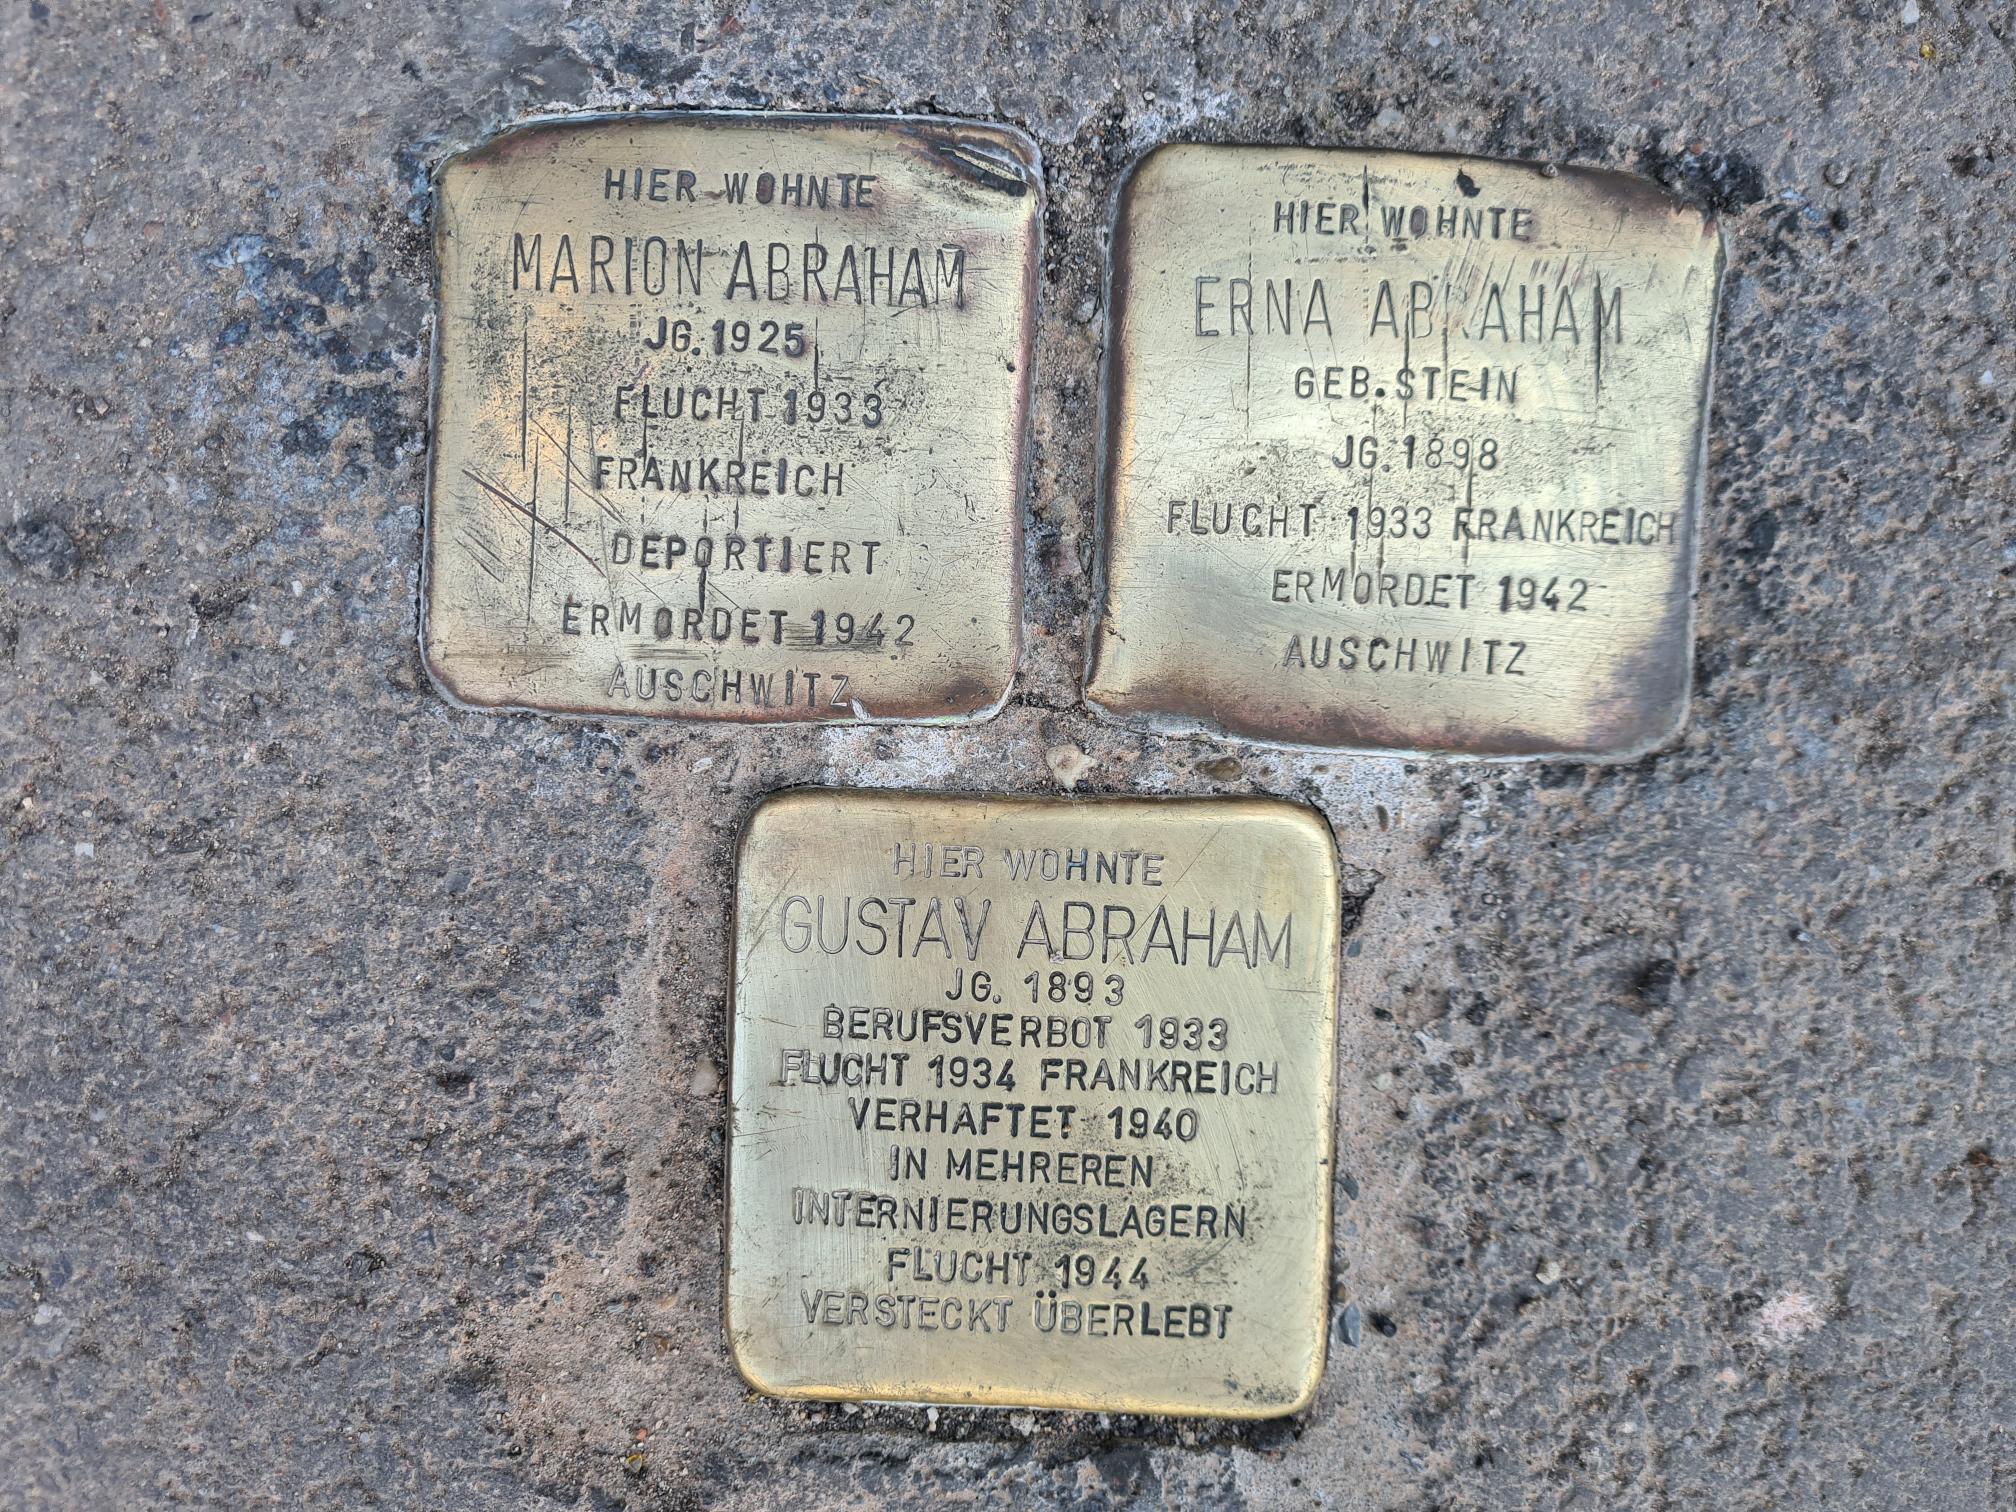 HIER WOHNTE
MARION ABRAHAM
JG. 1925
FLUCHT 1933
FRANKREICH
DEPORTIERT
ERMORDET 1942
AUSCHWITZ
HIER WOHNTE
ERNA ABRAHAM
GEB. STEIN
JG. 1898
FLUCHT 1933 FRANKREICH
ERMORDET 1942
AUSCHWITZ
HIER WOHNTE
GUSTAV ABRAHAM
JG. 1893
BERUFSVERBOT 1933
FLUCHT 1934 FRANKREICH
VERHAFTET 1940
IN MEHREREN
INTERNIERUNGSLAGERN
FLUCHT 1944
VERSTECKT ÜBERLEBT